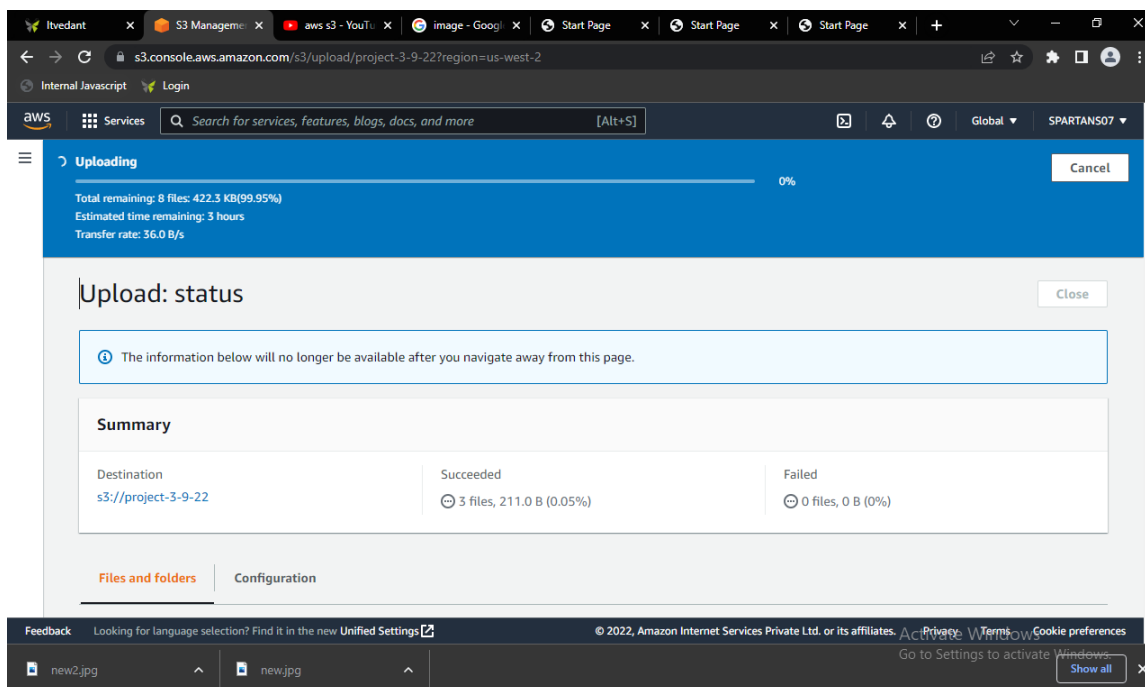 Itvedant
S3 Manageme
aws s3 - YouTu
image - Googl
Start Page
Start Page
Start Page
s3.console.aws.amazon.com/s3/upload/project-3-9-22?region=us-west-2
Internal Javascript
Login
aws
Services
Search for services, features, blogs, docs, and more
[Alt+S]
Global
SPARTANS07
Uploading
Cancel
0%
Total remaining: 8 files: 422.3 KB(99.95%)
Estimated time remaining: 3 hours
Transfer rate: 36.0 B/s
Upload: status
Close
The information below will no longer be available after you navigate away from this page.
Summary
Destination
s3://project-3-9-22
Succeeded
3 files, 211.0 B (0.05%)
Failed
0 files, 0 B (0%)
Files and folders
Configuration
Feedback
Looking for language selection? Find it in the new Unified Settings
© 2022, Amazon Internet Services Private Ltd. or its affiliates.
Privacy
Terms
Cookie preferences
Activate Windows
Go to Settings to activate Windows.
new2.jpg
new.jpg
Show all